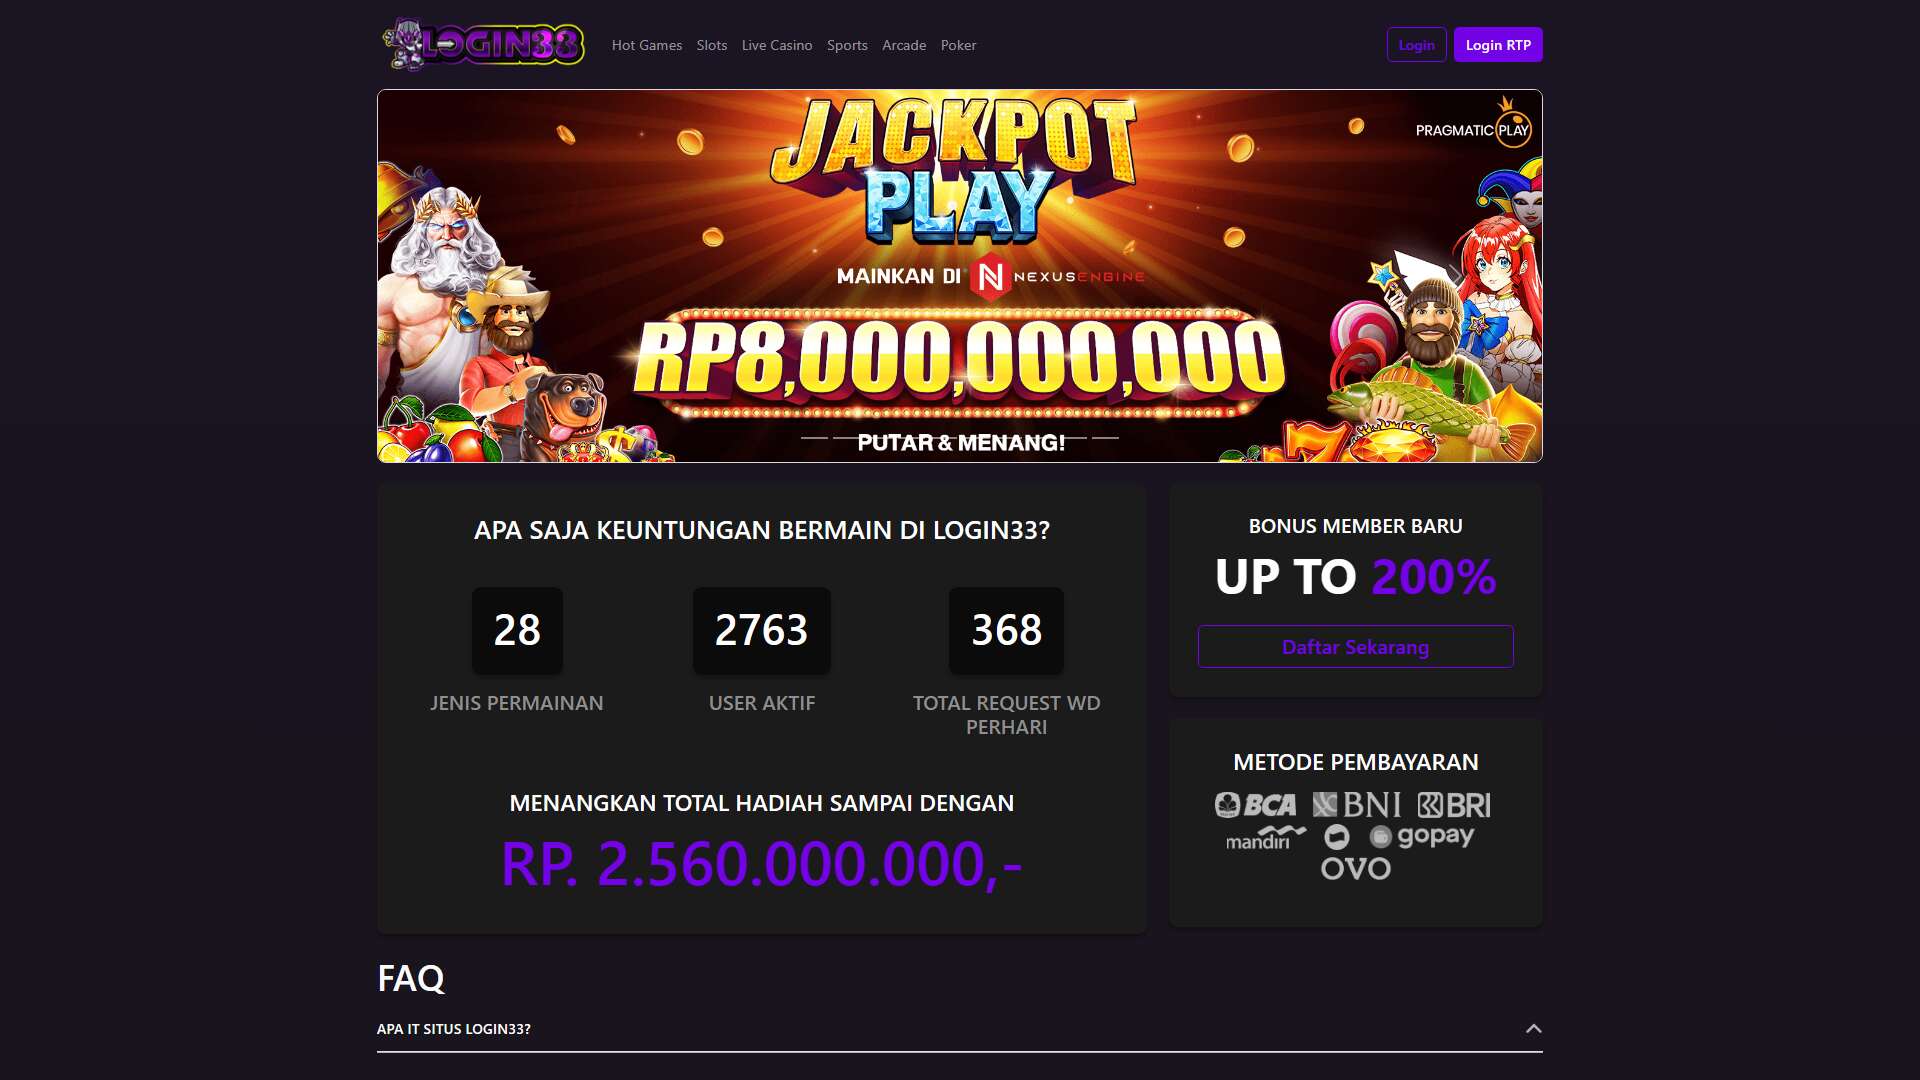 LOGIN33
Hot Games Slots Live Casino Sports Arcade Poker
Login Login RTP
JACKPOT
PLAY
PRAGMATIC PLAY
MAINKAN DI N NEXUSENGINE
RP8,000,000,000
PUTAR & MENANG!
APA SAJA KEUNTUNGAN BERMAIN DI LOGIN33?
28
JENIS PERMAINAN
2763
USER AKTIF
368
TOTAL REQUEST WD
PERHARI
MENANGKAN TOTAL HADIAH SAMPAI DENGAN
RP. 2.560.000.000,-
BONUS MEMBER BARU
UP TO 200%
Daftar Sekarang
METODE PEMBAYARAN
BCA BNI BRI
mandiri gopay
OVO
FAQ
APA IT SITUS LOGIN33?